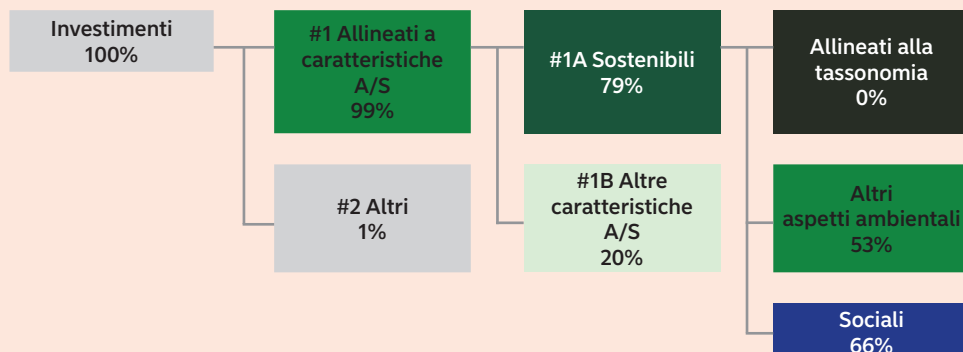 Investimenti
100%
#1 Allineati a
caratteristiche
A/S
99%
#1A Sostenibili
79%
Allineati alla
tassonomia
0%
#2 Altri
1%
#1B Altre
caratteristiche
A/S
20%
Altri
aspetti ambientali
53%
Sociali
66%